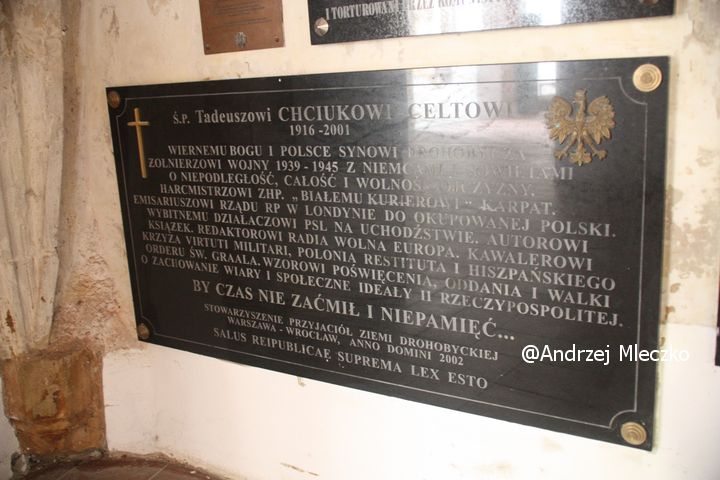 I TORTUROWANI PRZEZ KOMUNISTÓW
Ś.P. Tadeuszowi CHCIUKOWI CELTOWI
1916 -2001
WIERNEMU BOGU I POLSCE SYNOWI DROHOBYCZA
ŻOŁNIERZOWI WOJNY 1939 - 1945 Z NIEMCAMI I SOWIETAMI
O NIEPODLEGŁOŚĆ, CAŁOŚĆ I WOLNOŚĆ OJCZYZNY.
HARCMISTRZOWI ZHP. „BIAŁEMU KURIEROWI" KARPAT.
EMISARIUSZOWI RZĄDU RP W LONDYNIE DO OKUPOWANEJ POLSKI.
WYBITNEMU DZIAŁACZOWI PSL NA UCHODŹSTWIE. AUTOROWI
KSIĄŻEK. REDAKTOROWI RADIA WOLNA EUROPA. KAWALEROWI
KRZYŻA VIRTUTI MILITARI, POLONIA RESTITUTA I HISZPAŃSKIEGO
ORDERU ŚW. GRAALA. WZOROWI POŚWIĘCENIA, ODDANIA I WALKI
O ZACHOWANIE WIARY I SPOŁECZNE IDEAŁY II RZECZYPOSPOLITEJ.
BY CZAS NIE ZAĆMIŁ I NIEPAMIĘĆ...
STOWARZYSZENIE PRZYJACIÓŁ ZIEMI DROHOBYCKIEJ
WARSZAWA - WROCŁAW, ANNO DOMINI 2002
SALUS REIPUBLICAE SUPREMA LEX ESTO
@Andrzej Mleczko